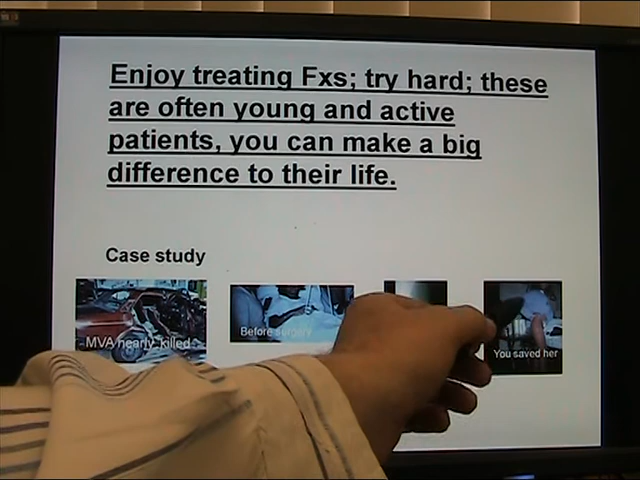 Enjoy treating Fxs; try hard; these
are often young and active
patients, you can make a big
difference to their life.
Case study
MVA nearly killed
Before surgery
You saved her